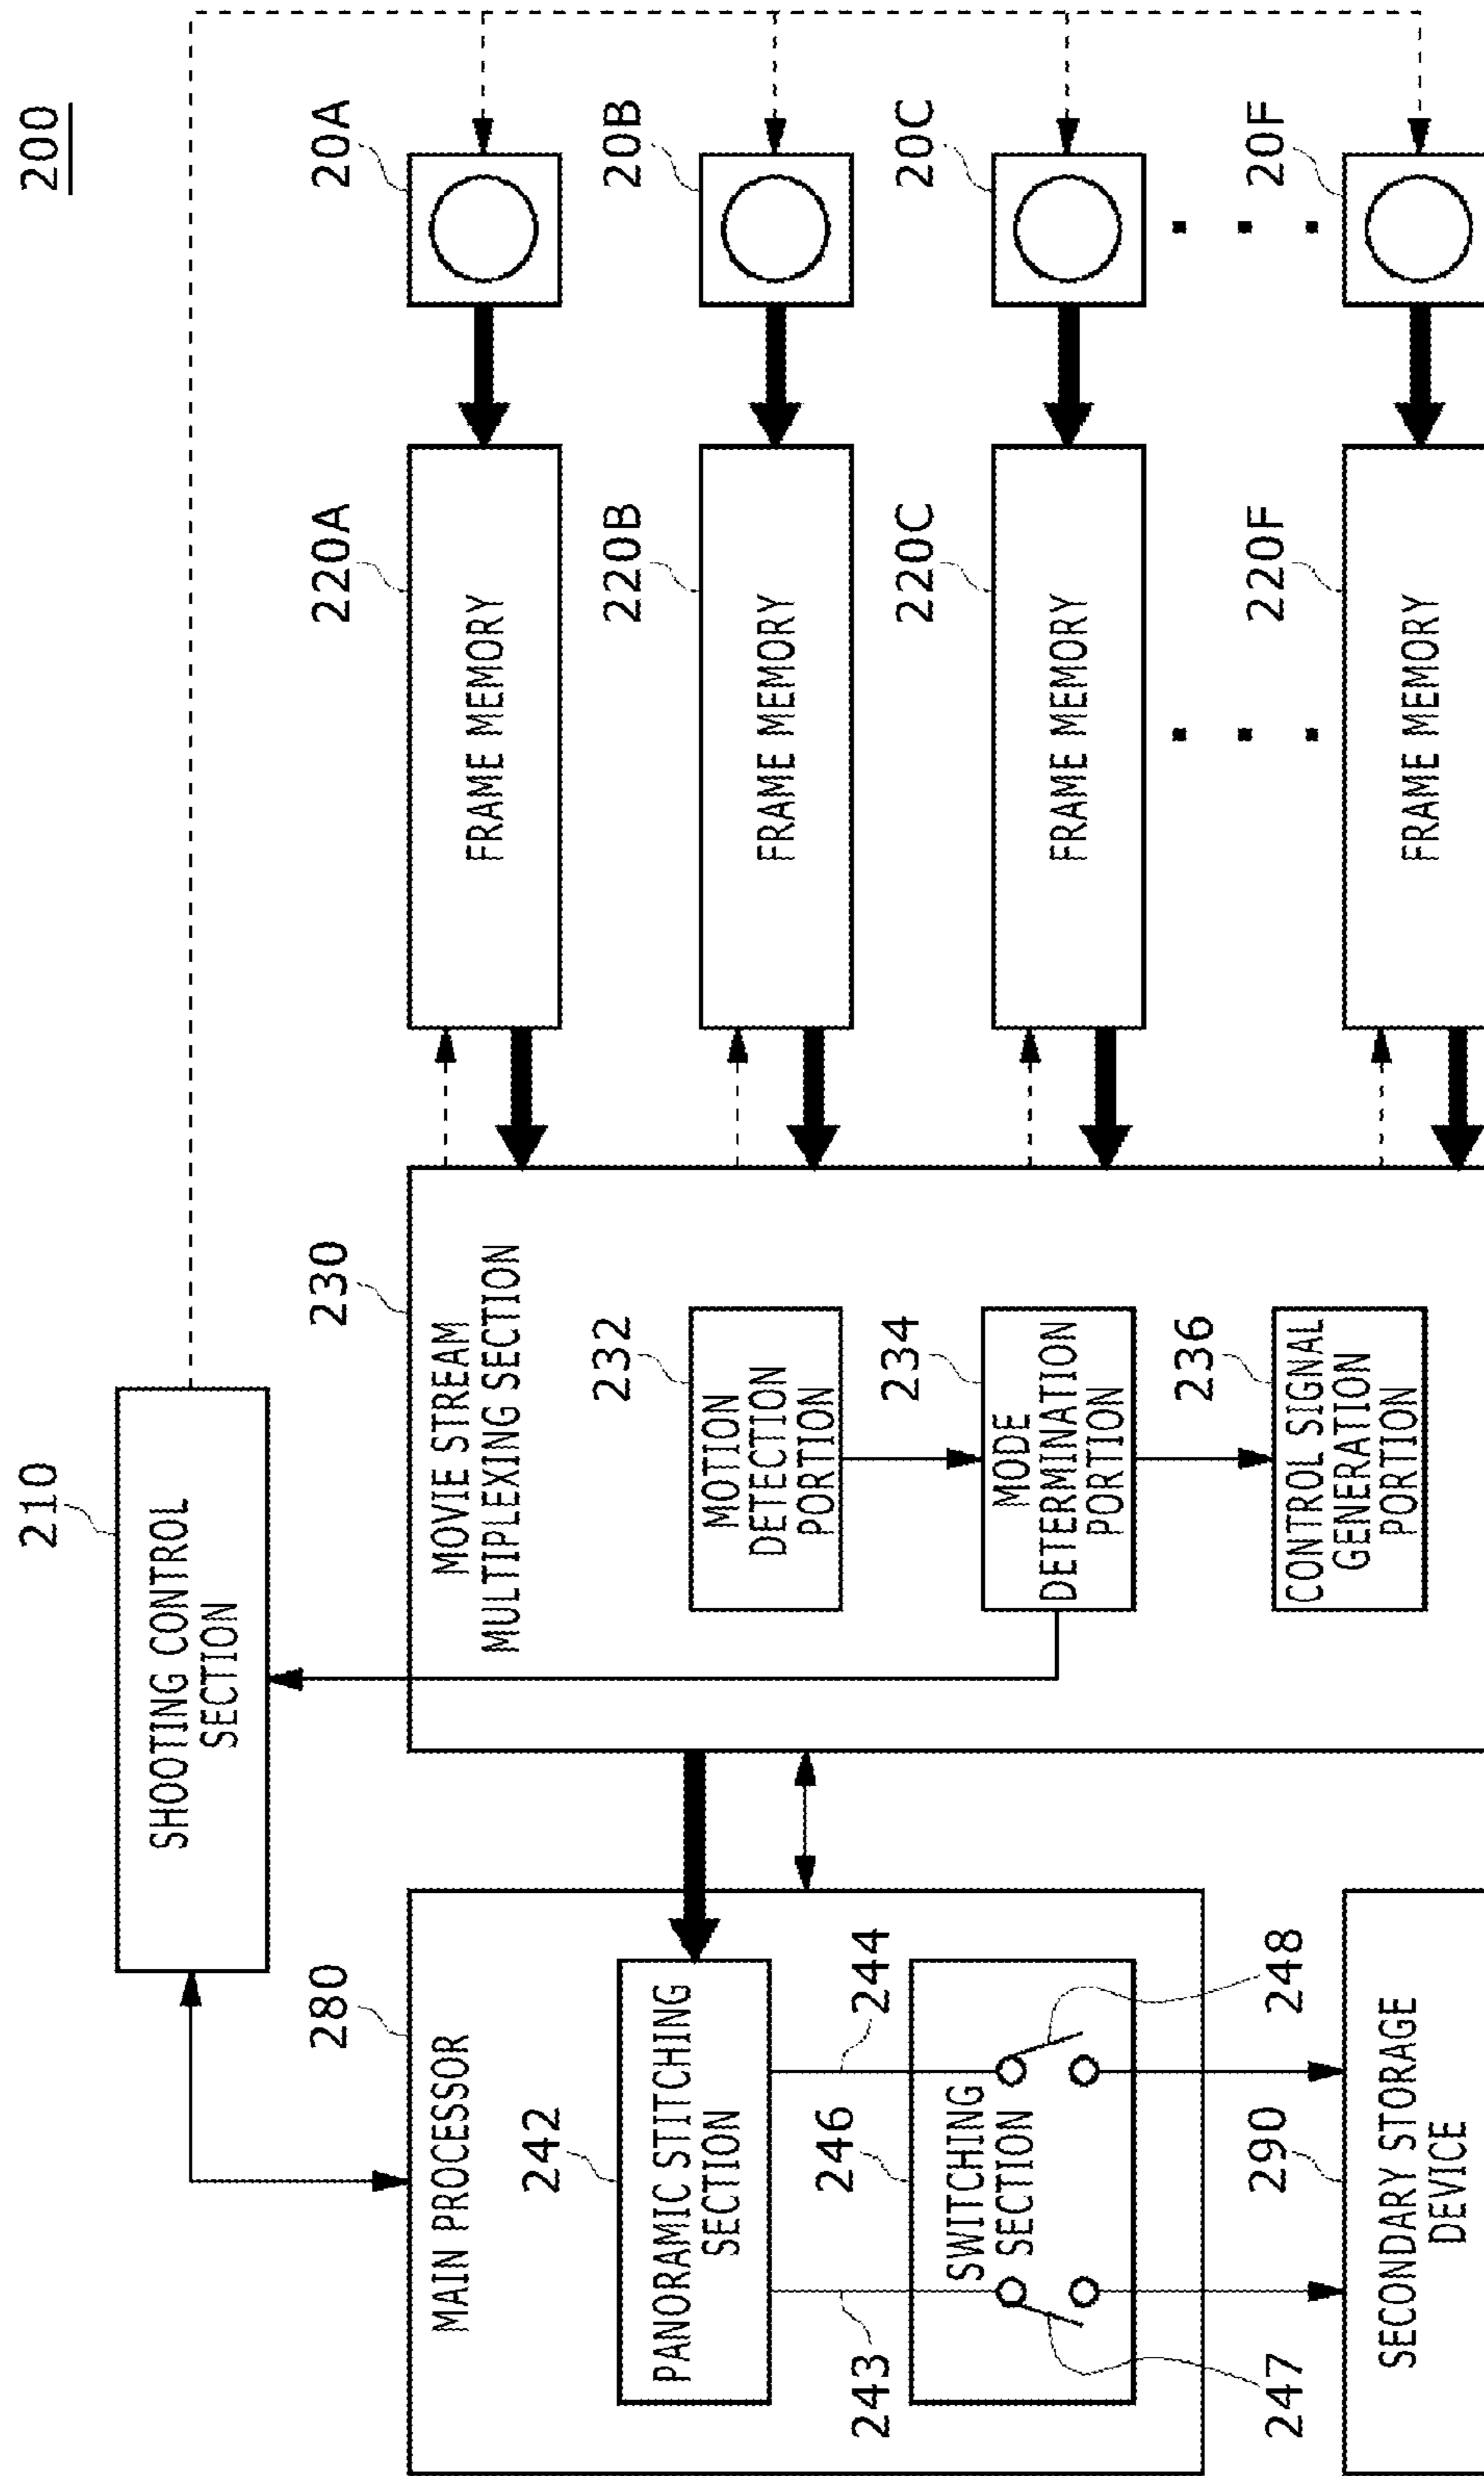 200
210
SHOOTING CONTROL
SECTION
280
MAIN PROCESSOR
242
PANORAMIC STITCHING
SECTION
243
244
246
SWITCHING
SECTION
247
248
290
SECONDARY STORAGE
DEVICE
230
MOVIE STREAM
MULTIPLEXING SECTION
232
MOTION
DETECTION
PORTION
234
MODE
DETERMINATION
PORTION
236
CONTROL SIGNAL
GENERATION
PORTION
220A
FRAME MEMORY
220B
FRAME MEMORY
220C
FRAME MEMORY
220F
FRAME MEMORY
20A
20B
20C
20F